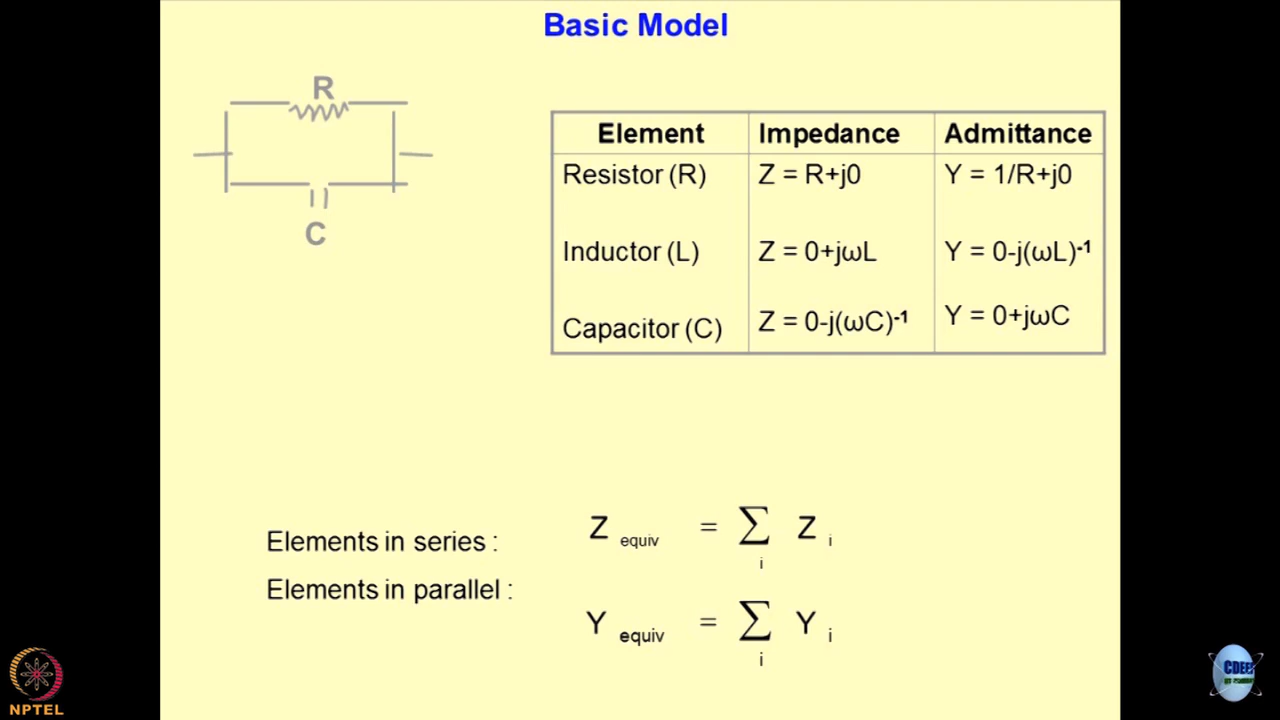 Basic Model
R
C
Element Impedance Admittance
Resistor (R) Z = R+j0 Y = 1/R+j0
Inductor (L) Z = 0+jωL Y = 0-j(ωL)-1
Capacitor (C) Z = 0-j(ωC)-1 Y = 0+jωC
Elements in series : Z equiv = ∑ i Z i
Elements in parallel : Y equiv = ∑ i Y i
NPTEL
CDEEP